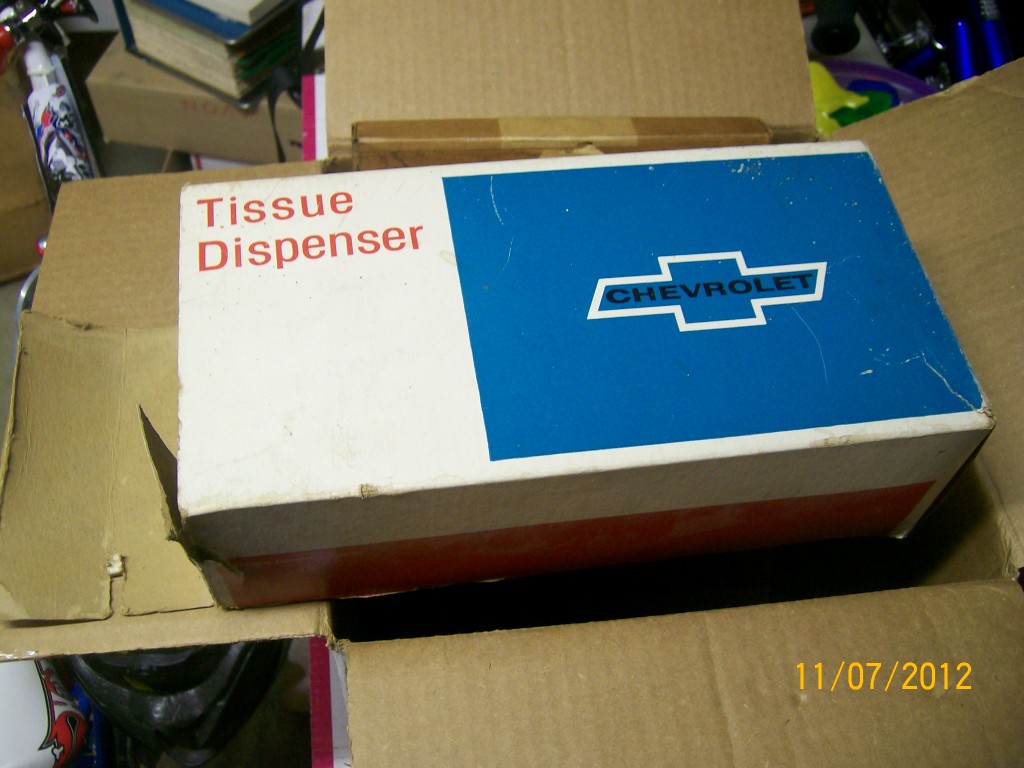 Tissue
Dispenser
CHEVROLET
11/07/2012